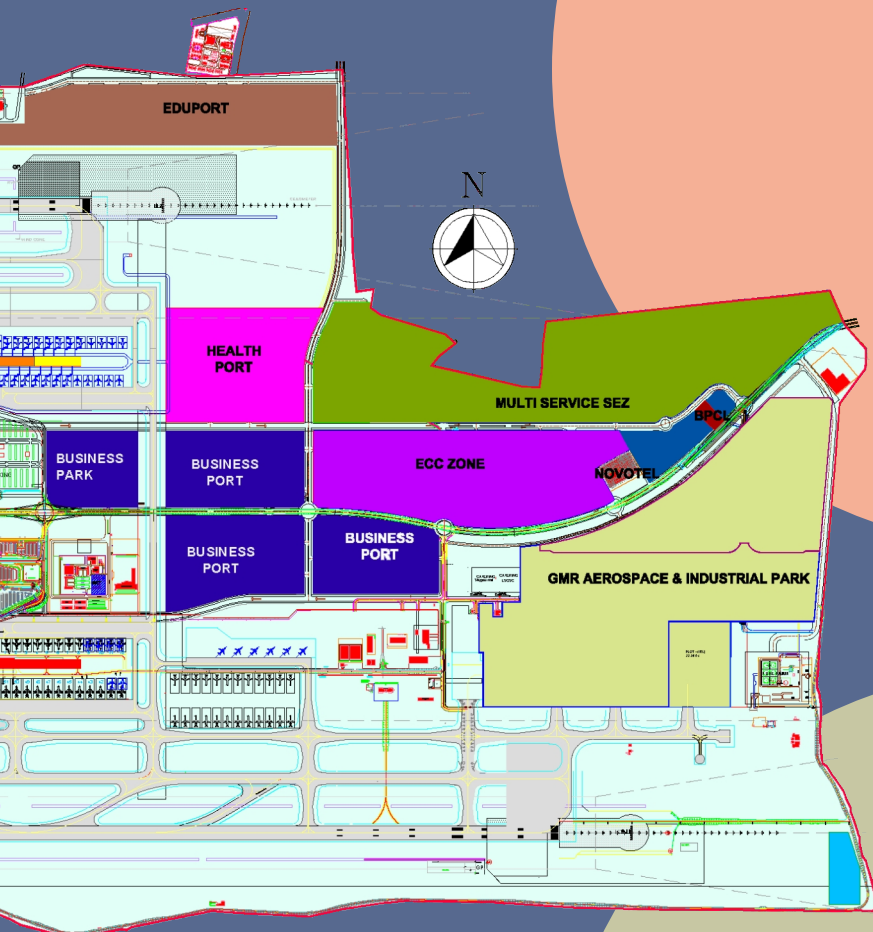 EDUPORT
N
HEALTH
PORT
MULTI SERVICE SEZ
BPCL
BUSINESS
PARK
BUSINESS
PORT
ECC ZONE
NOVOTEL
BUSINESS
PORT
BUSINESS
PORT
GMR AEROSPACE & INDUSTRIAL PARK